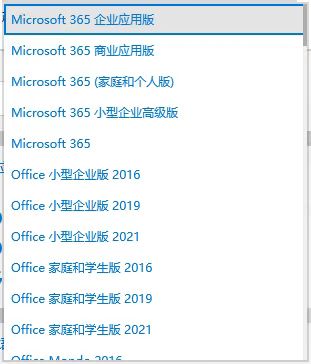 Microsoft 365 企业应用版
Microsoft 365 商业应用版
Microsoft 365 (家庭和个人版)
Microsoft 365 小型企业高级版
Microsoft 365
Office 小型企业版 2016
Office 小型企业版 2019
Office 小型企业版 2021
Office 家庭和学生版 2016
Office 家庭和学生版 2019
Office 家庭和学生版 2021
Office Mondo 2016